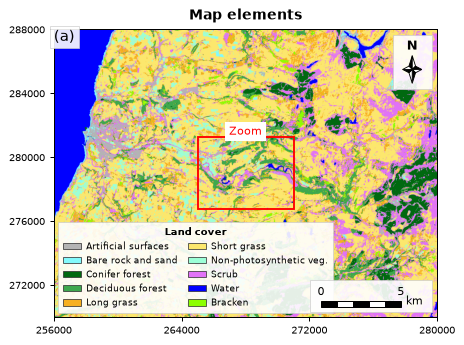 Map elements
(a)
N
Zoom
288000
284000
280000
276000
272000
Land cover
Artificial surfaces
Bare rock and sand
Conifer forest
Deciduous forest
Long grass
Short grass
Non-photosynthetic veg.
Scrub
Water
Bracken
0 5
km
256000 264000 272000 280000